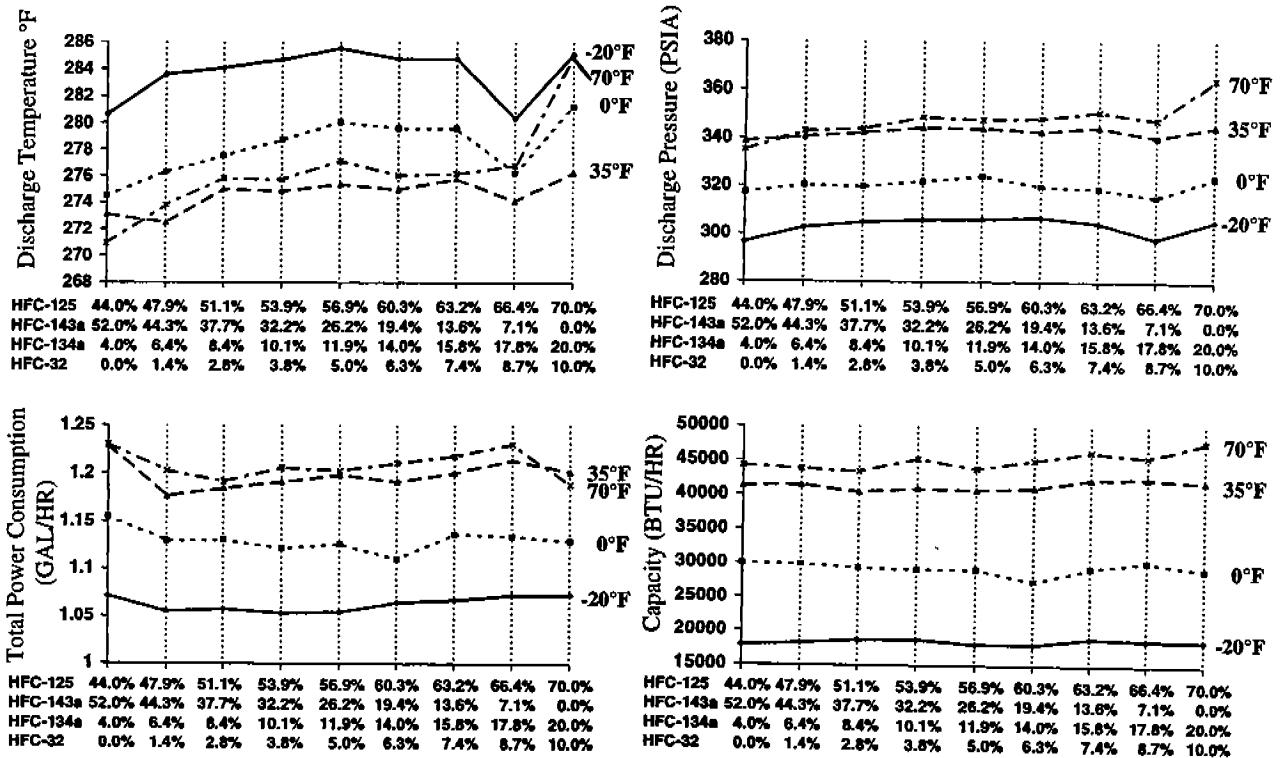 Discharge Temperature °F
286
284
282
280
278
276
274
272
270
268
-20°F
70°F
0°F
35°F
HFC-125 44.0% 47.9% 51.1% 53.9% 56.9% 60.3% 63.2% 66.4% 70.0%
HFC-143a 52.0% 44.3% 37.7% 32.2% 26.2% 19.4% 13.6% 7.1% 0.0%
HFC-134a 4.0% 6.4% 8.4% 10.1% 11.9% 14.0% 15.8% 17.8% 20.0%
HFC-32 0.0% 1.4% 2.8% 3.8% 5.0% 6.3% 7.4% 8.7% 10.0%
Discharge Pressure (PSIA)
380
360
340
320
300
280
70°F
35°F
0°F
-20°F
HFC-125 44.0% 47.9% 51.1% 53.9% 56.9% 60.3% 63.2% 66.4% 70.0%
HFC-143a 52.0% 44.3% 37.7% 32.2% 26.2% 19.4% 13.6% 7.1% 0.0%
HFC-134a 4.0% 6.4% 8.4% 10.1% 11.9% 14.0% 15.8% 17.8% 20.0%
HFC-32 0.0% 1.4% 2.8% 3.8% 5.0% 6.3% 7.4% 8.7% 10.0%
Total Power Consumption
(GAL/HR)
1.25
1.2
1.15
1.1
1.05
1
35°F
70°F
0°F
-20°F
HFC-125 44.0% 47.9% 51.1% 53.9% 56.9% 60.3% 63.2% 66.4% 70.0%
HFC-143a 52.0% 44.3% 37.7% 32.2% 26.2% 19.4% 13.6% 7.1% 0.0%
HFC-134a 4.0% 6.4% 8.4% 10.1% 11.9% 14.0% 15.8% 17.8% 20.0%
HFC-32 0.0% 1.4% 2.8% 3.8% 5.0% 6.3% 7.4% 8.7% 10.0%
Capacity (BTU/HR)
50000
45000
40000
35000
30000
25000
20000
15000
70°F
35°F
0°F
-20°F
HFC-125 44.0% 47.9% 51.1% 53.9% 56.9% 60.3% 63.2% 66.4% 70.0%
HFC-143a 52.0% 44.3% 37.7% 32.2% 26.2% 19.4% 13.6% 7.1% 0.0%
HFC-134a 4.0% 6.4% 8.4% 10.1% 11.9% 14.0% 15.8% 17.8% 20.0%
HFC-32 0.0% 1.4% 2.8% 3.8% 5.0% 6.3% 7.4% 8.7% 10.0%